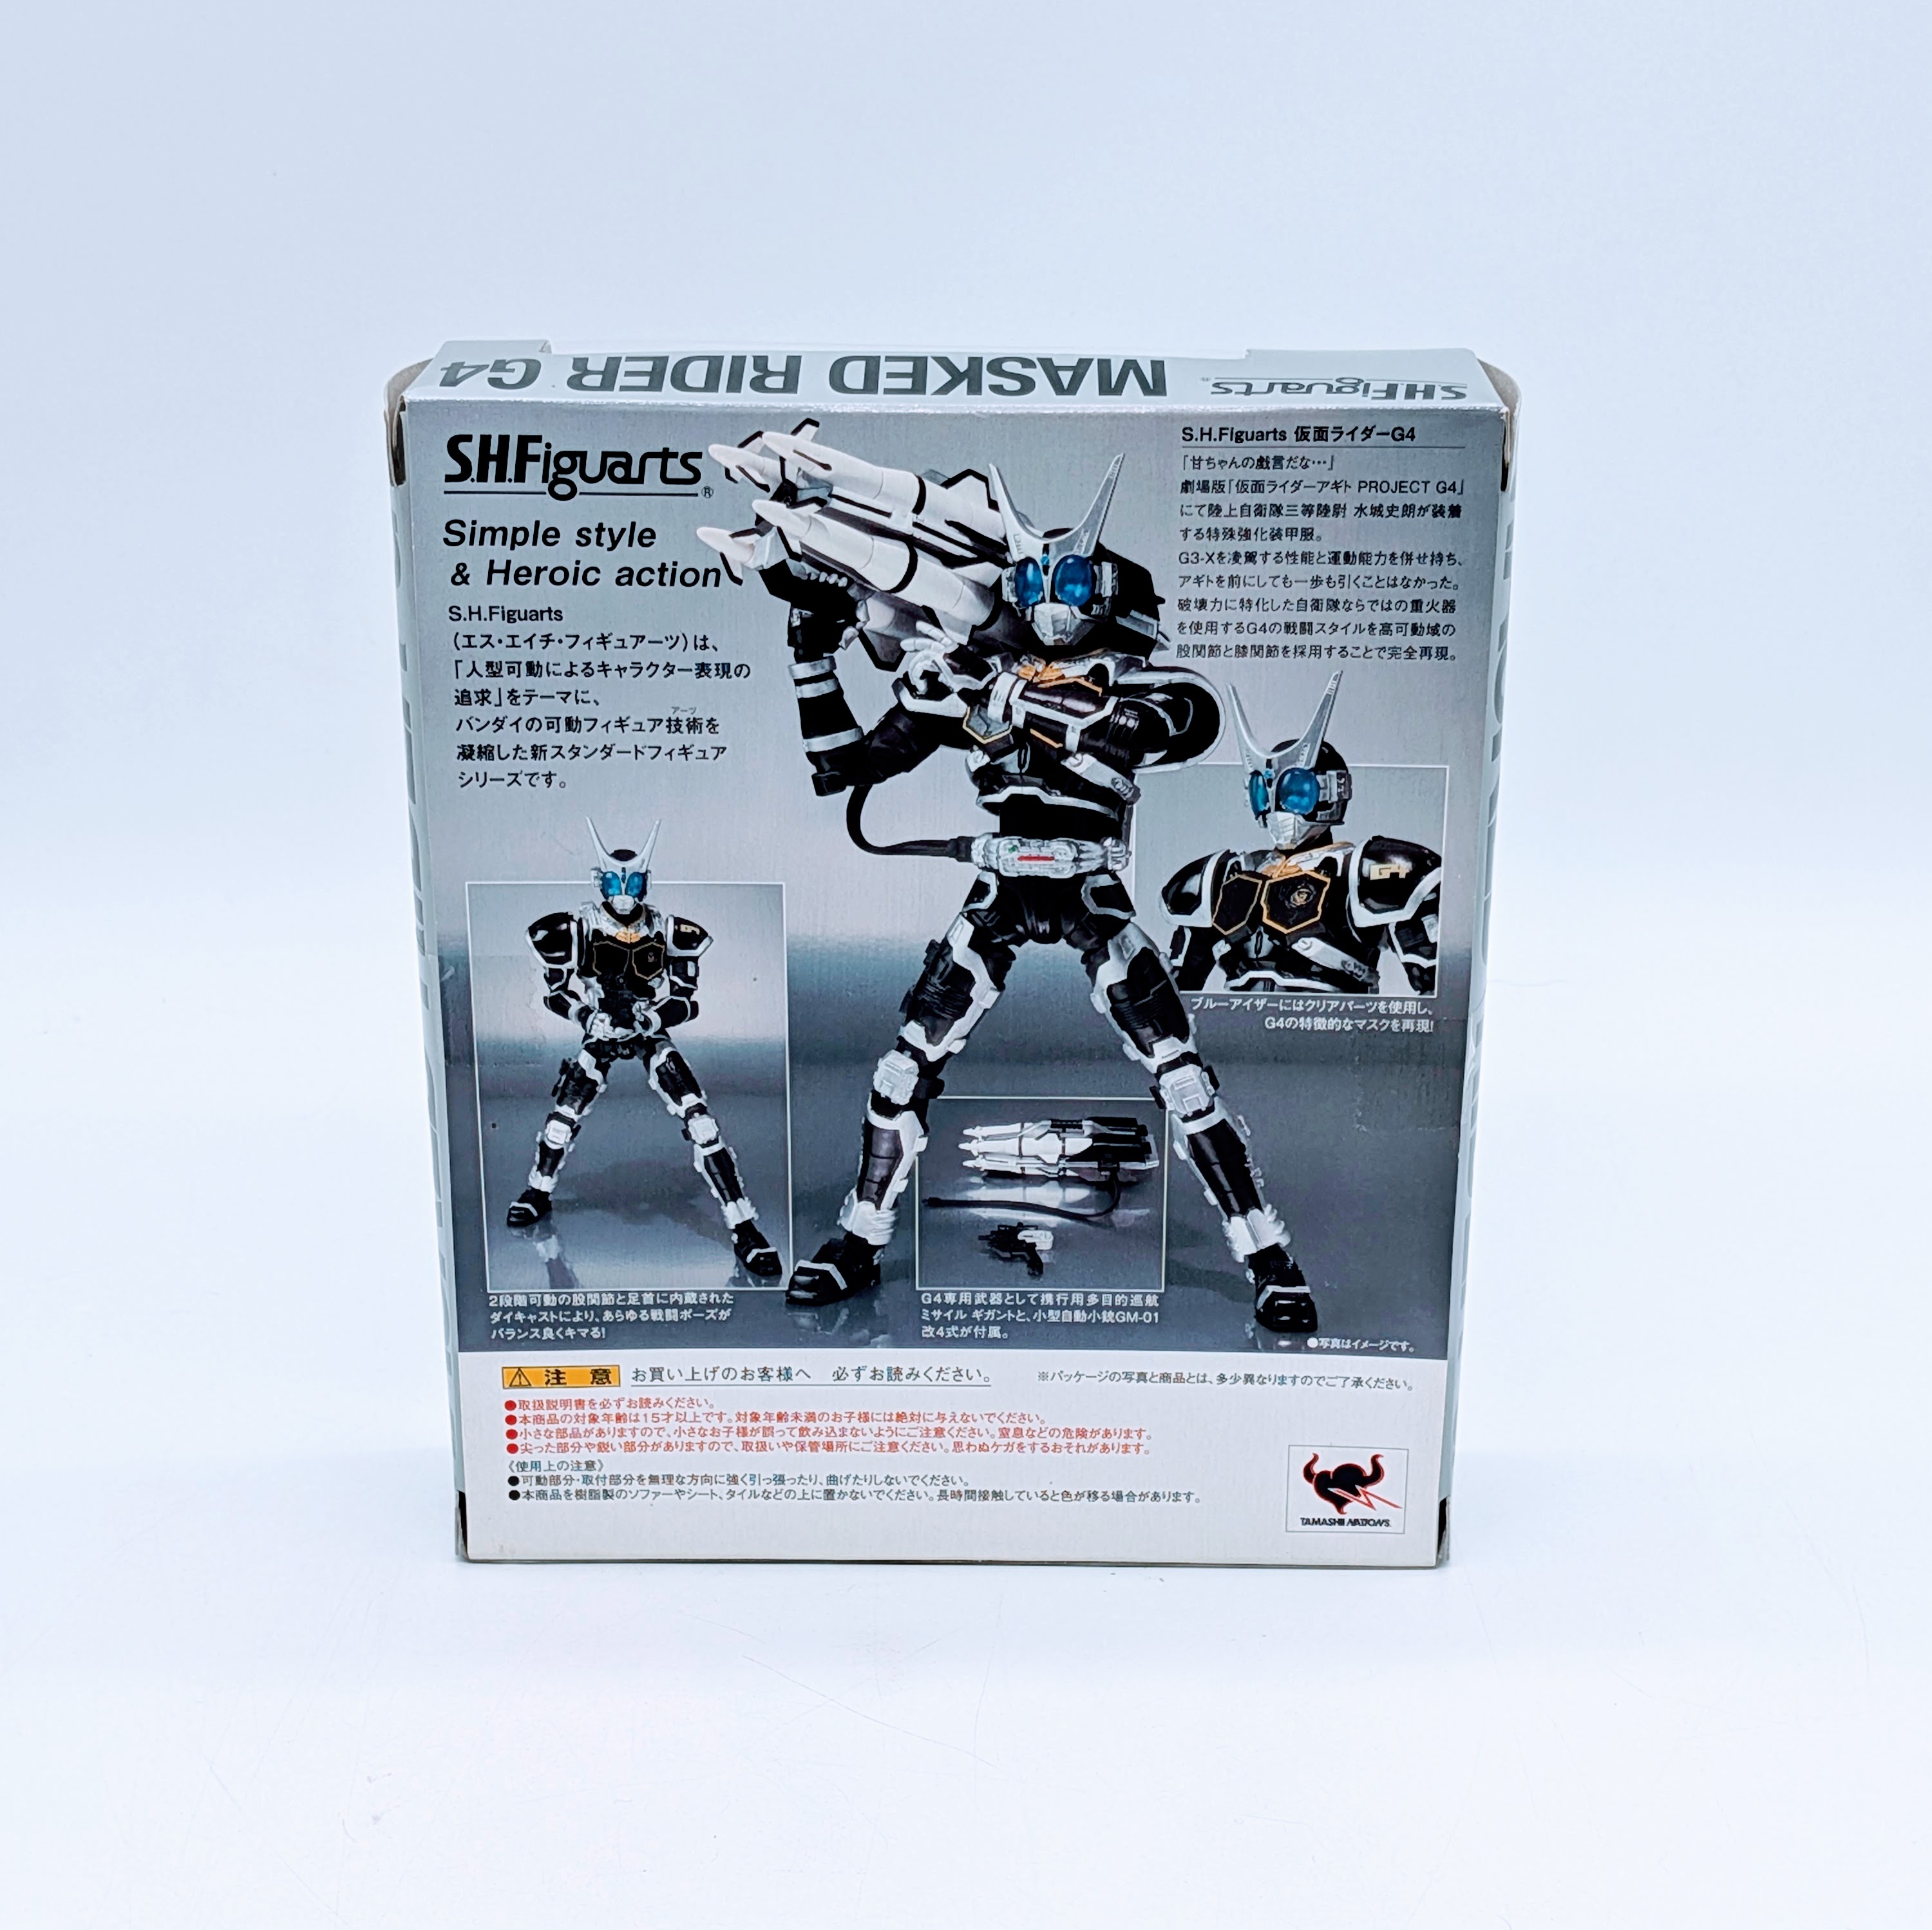 MASKED RIDER G4
S.H.Figuarts
S.H.Figuarts®
Simple style
& Heroic action
S.H.Figuarts
(エス・エイチ・フィギュアーツ)は、
「人型可動によるキャラクター表現の
追求」をテーマに、
アーツ
バンダイの可動フィギュア技術を
凝縮した新スタンダードフィギュア
シリーズです。
S.H.Figuarts 仮面ライダーG4
「甘ちゃんの戯言だな…」
劇場版「仮面ライダーアギト PROJECT G4」
にて陸上自衛隊三等陸尉 水城史朗が装着
する特殊強化装甲服。
G3-Xを凌駕する性能と運動能力を併せ持ち、
アギトを前にしても一歩も引くことはなかった。
破壊力に特化した自衛隊ならではの重火器
を使用するG4の戦闘スタイルを高可動域の
股関節と膝関節を採用することで完全再現。
ブルーアイザーにはクリアパーツを使用し、
G4の特徴的なマスクを再現!
2段階可動の股関節と足首に内蔵された
ダイキャストにより、あらゆる戦闘ポーズが
バランス良くキマる!
G4専用武器として携行用多目的巡航
ミサイル ギガントと、小型自動小銃GM-01
改4式が付属。
●写真はイメージです。
注 意 お買い上げのお客様へ 必ずお読みください。
※パッケージの写真と商品とは、多少異なりますのでご了承ください。
●取扱説明書を必ずお読みください。
●本商品の対象年齢は15才以上です。対象年齢未満のお子様には絶対に与えないでください。
●小さな部品がありますので、小さなお子様が誤って飲み込まないようにご注意ください。窒息などの危険があります。
●尖った部分や鋭い部分がありますので、取扱いや保管場所にご注意ください。思わぬケガをするおそれがあります。
《使用上の注意》
●可動部分・取付部分を無理な方向に強く引っ張ったり、曲げたりしないでください。
●本商品を樹脂製のソファーやシート、タイルなどの上に置かないでください。長時間接触していると色が移る場合があります。
TAMASHII NATIONS